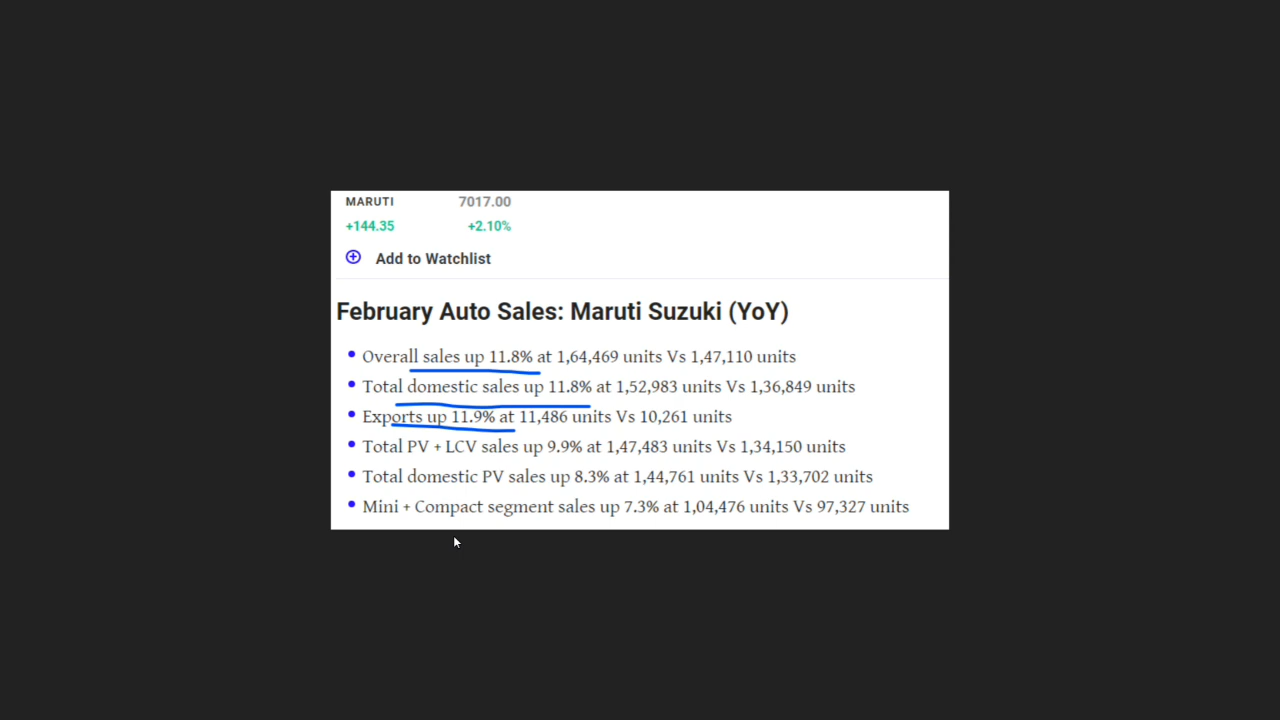 MARUTI 7017.00
+144.35 +2.10%
Add to Watchlist
February Auto Sales: Maruti Suzuki (YoY)
Overall sales up 11.8% at 1,64,469 units Vs 1,47,110 units
Total domestic sales up 11.8% at 1,52,983 units Vs 1,36,849 units
Exports up 11.9% at 11,486 units Vs 10,261 units
Total PV + LCV sales up 9.9% at 1,47,483 units Vs 1,34,150 units
Total domestic PV sales up 8.3% at 1,44,761 units Vs 1,33,702 units
Mini + Compact segment sales up 7.3% at 1,04,476 units Vs 97,327 units